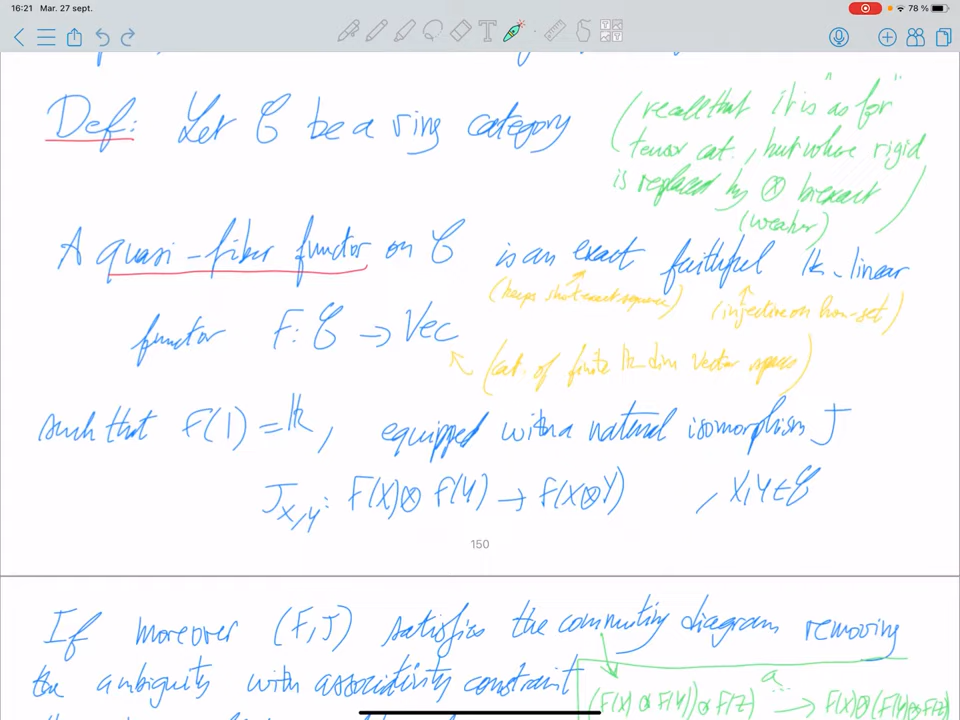 16:21 Mar. 27 sept.
78 %
Def: Let C be a ring category
(recall that it is "as for"
tensor cat., but where rigid
is replaced by ⊗ biexact
(weaker)
A quasi-fiber functor on C is an exact faithful k-linear
(keeps short exact sequence) (injective on hom-set)
functor F: C → Vec
(cat. of finite k-dim vector spaces)
such that F(1) = k, equipped with a natural isomorphism J
J_{X,Y}: F(X)⊗F(Y) → F(X⊗Y) , X,Y ∈ C
150
If moreover (F,J) satisfies the commuting diagram removing
the ambiguity with associativity constraint
a
(F(X)⊗F(Y))⊗F(Z) → F(X)⊗(F(Y)⊗F(Z))